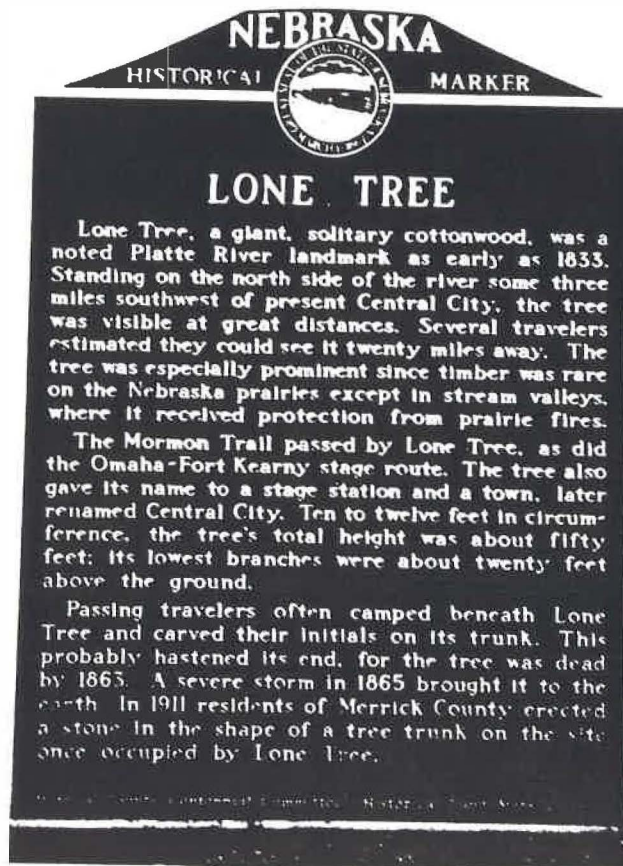 NEBRASKA
HISTORICAL MARKER
LONE TREE
Lone Tree, a giant, solitary cottonwood, was a
noted Platte River landmark as early as 1833.
Standing on the north side of the river some three
miles southwest of present Central City, the tree
was visible at great distances. Several travelers
estimated they could see it twenty miles away. The
tree was especially prominent since timber was rare
on the Nebraska prairies except in stream valleys,
where it received protection from prairie fires.
The Mormon Trail passed by Lone Tree, as did
the Omaha-Fort Kearny stage route. The tree also
gave its name to a stage station and a town, later
renamed Central City. Ten to twelve feet in circum-
ference, the tree's total height was about fifty
feet; its lowest branches were about twenty feet
above the ground.
Passing travelers often camped beneath Lone
Tree and carved their initials on its trunk. This
probably hastened its end, for the tree was dead
by 1863. A severe storm in 1865 brought it to the
earth. In 1911 residents of Merrick County erected
a stone in the shape of a tree trunk on the site
once occupied by Lone Tree.